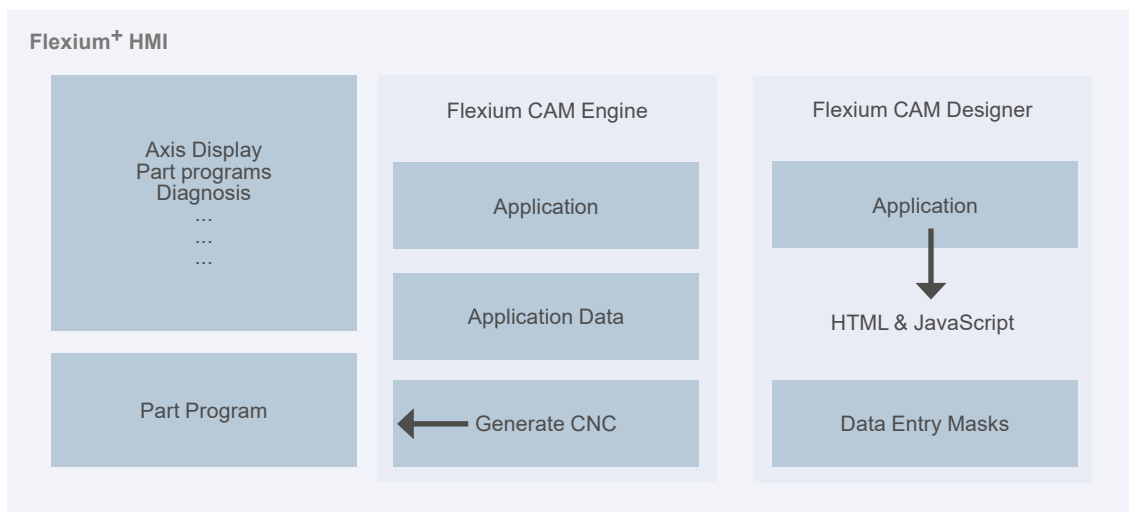 Flexium+ HMI
Axis Display
Part programs
Diagnosis
...
...
...
Part Program
Flexium CAM Engine
Application
Application Data
Generate CNC
Flexium CAM Designer
Application
HTML & JavaScript
Data Entry Masks